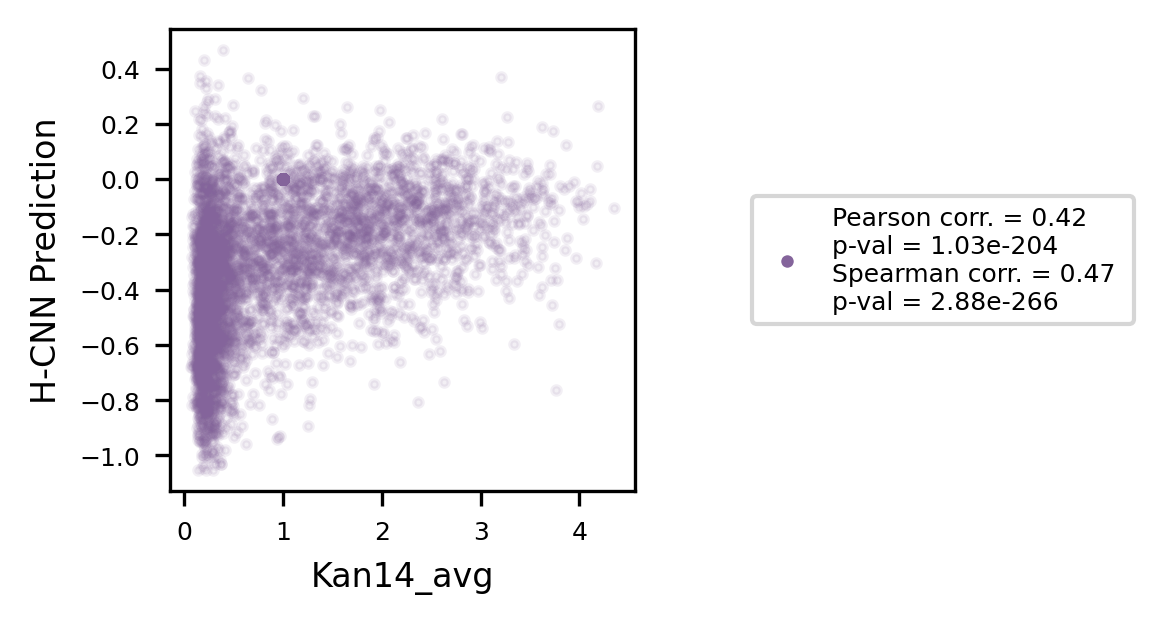 H-CNN Prediction
0.4
0.2
0.0
−0.2
−0.4
−0.6
−0.8
−1.0
0 1 2 3 4
Kan14_avg
Pearson corr. = 0.42
p-val = 1.03e-204
Spearman corr. = 0.47
p-val = 2.88e-266